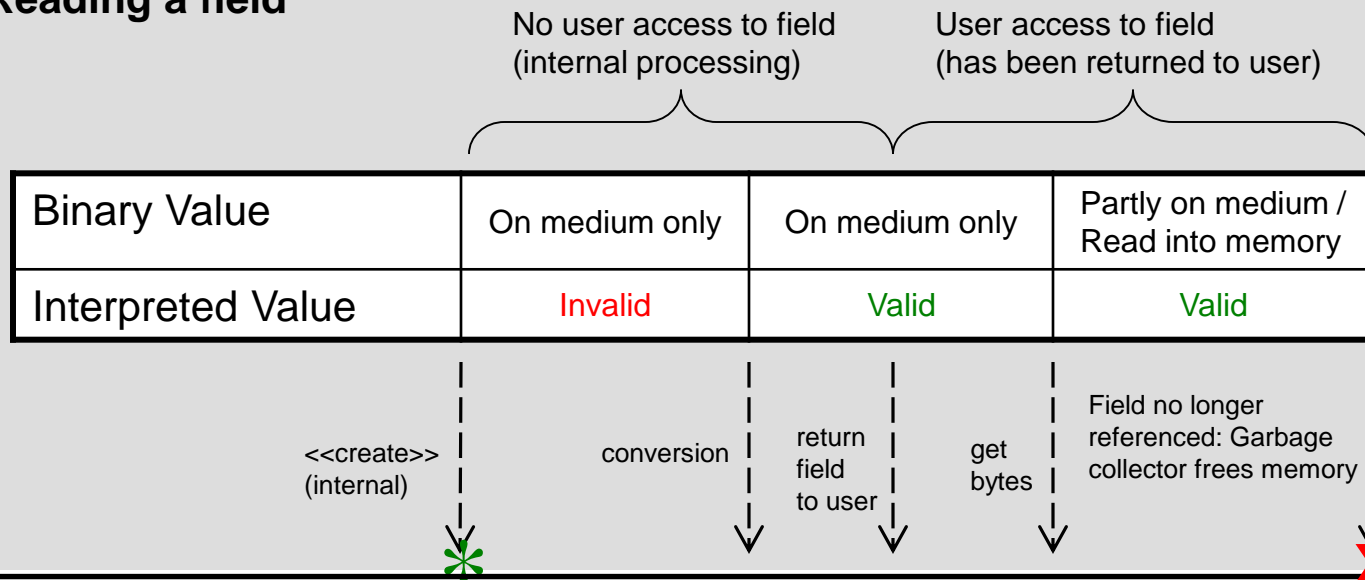 Reading a field
No user access to field
(internal processing)
User access to field
(has been returned to user)
Binary Value
On medium only
On medium only
Partly on medium /
Read into memory
Interpreted Value
Invalid
Valid
Valid
<<create>>
(internal)
conversion
return
field
to user
get
bytes
Field no longer
referenced: Garbage
collector frees memory